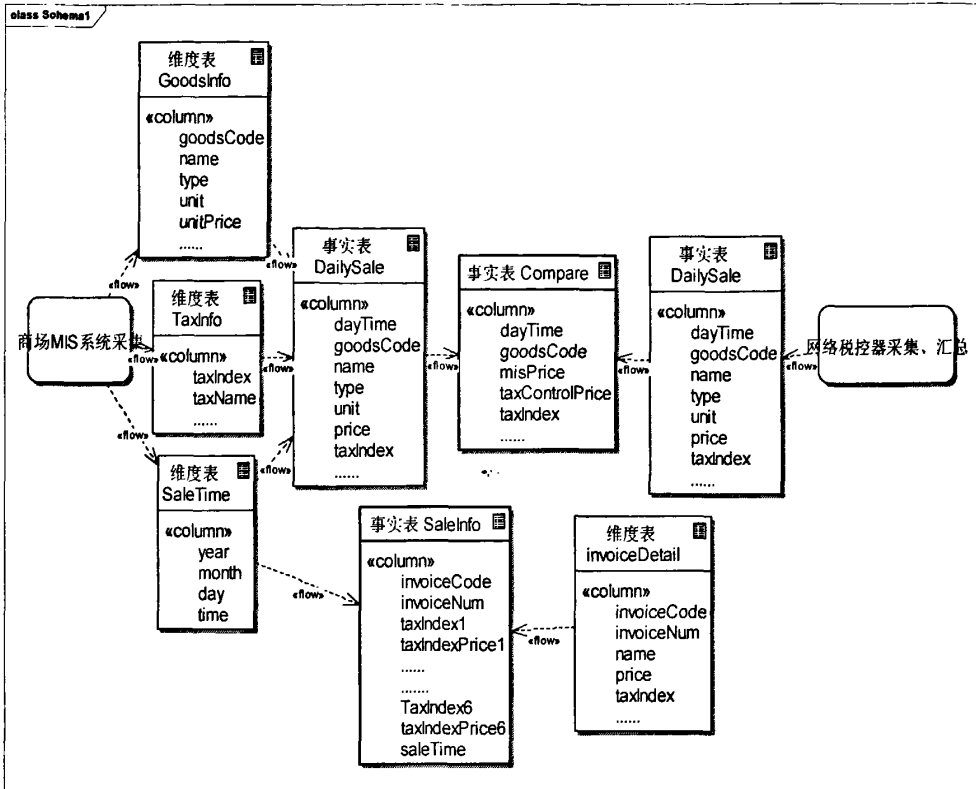 class Schema1
维度表
GoodsInfo
«column»
goodsCode
name
type
unit
unitPrice
......
«flow»
«flow»
商场MIS系统采集
«flow»
维度表
TaxInfo
«column»
taxIndex
taxName
......
«flow»
«flow»
维度表
SaleTime
«column»
year
month
day
time
«flow»
«flow»
事实表
DailySale
«column»
dayTime
goodsCode
name
type
unit
price
taxIndex
......
«flow»
事实表 Compare
«column»
dayTime
goodsCode
misPrice
taxControlPrice
taxIndex
......
«flow»
事实表
DailySale
«column»
dayTime
goodsCode
name
type
unit
price
taxIndex
......
«flow»
网络税控器采集、汇总
事实表 SaleInfo
«column»
invoiceCode
invoiceNum
taxIndex1
taxIndexPrice1
......
.......
TaxIndex6
taxIndexPrice6
saleTime
«flow»
维度表
invoiceDetail
«column»
invoiceCode
invoiceNum
name
price
taxIndex
......